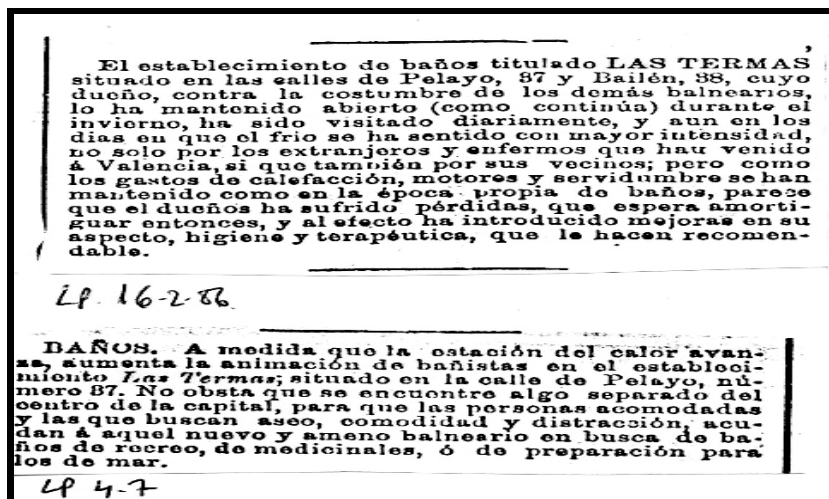 El establecimiento de baños titulado LAS TERMAS
situado en las calles de Pelayo, 37 y Bailén, 38, cuyo
dueño, contra la costumbre de los demás balnearios,
lo ha mantenido abierto (como continúa) durante el
invierno, ha sido visitado diariamente, y aun en los
dias en que el frio se ha sentido con mayor intensidad,
no solo por los extranjeros y enfermos que han venido
á Valencia, si que también por sus vecinos; pero como
los gastos de calefacción, motores y servidumbre se han
mantenido como en la época propia de baños, parece
que el dueños ha sufrido pérdidas, que espera amorti-
guar entonces, y al efecto ha introducido mejoras en su
aspecto, higiene y terapéutica, que le hacen recomen-
dable.
LP. 16-2-86.
BAÑOS. A medida que la estación del calor avan-
sa, aumenta la animación de bañistas en el estableci-
miento Las Termas; situado en la calle de Pelayo, nú-
mero 37. No obsta que se encuentre algo separado del
centro de la capital, para que las personas acomodadas
y las que buscan aseo, comodidad y distracción, acu-
dan á aquel nuevo y ameno balneario en busca de ba-
ños de recreo, de medicinales, ó de preparación para
los de mar.
LP 4-7